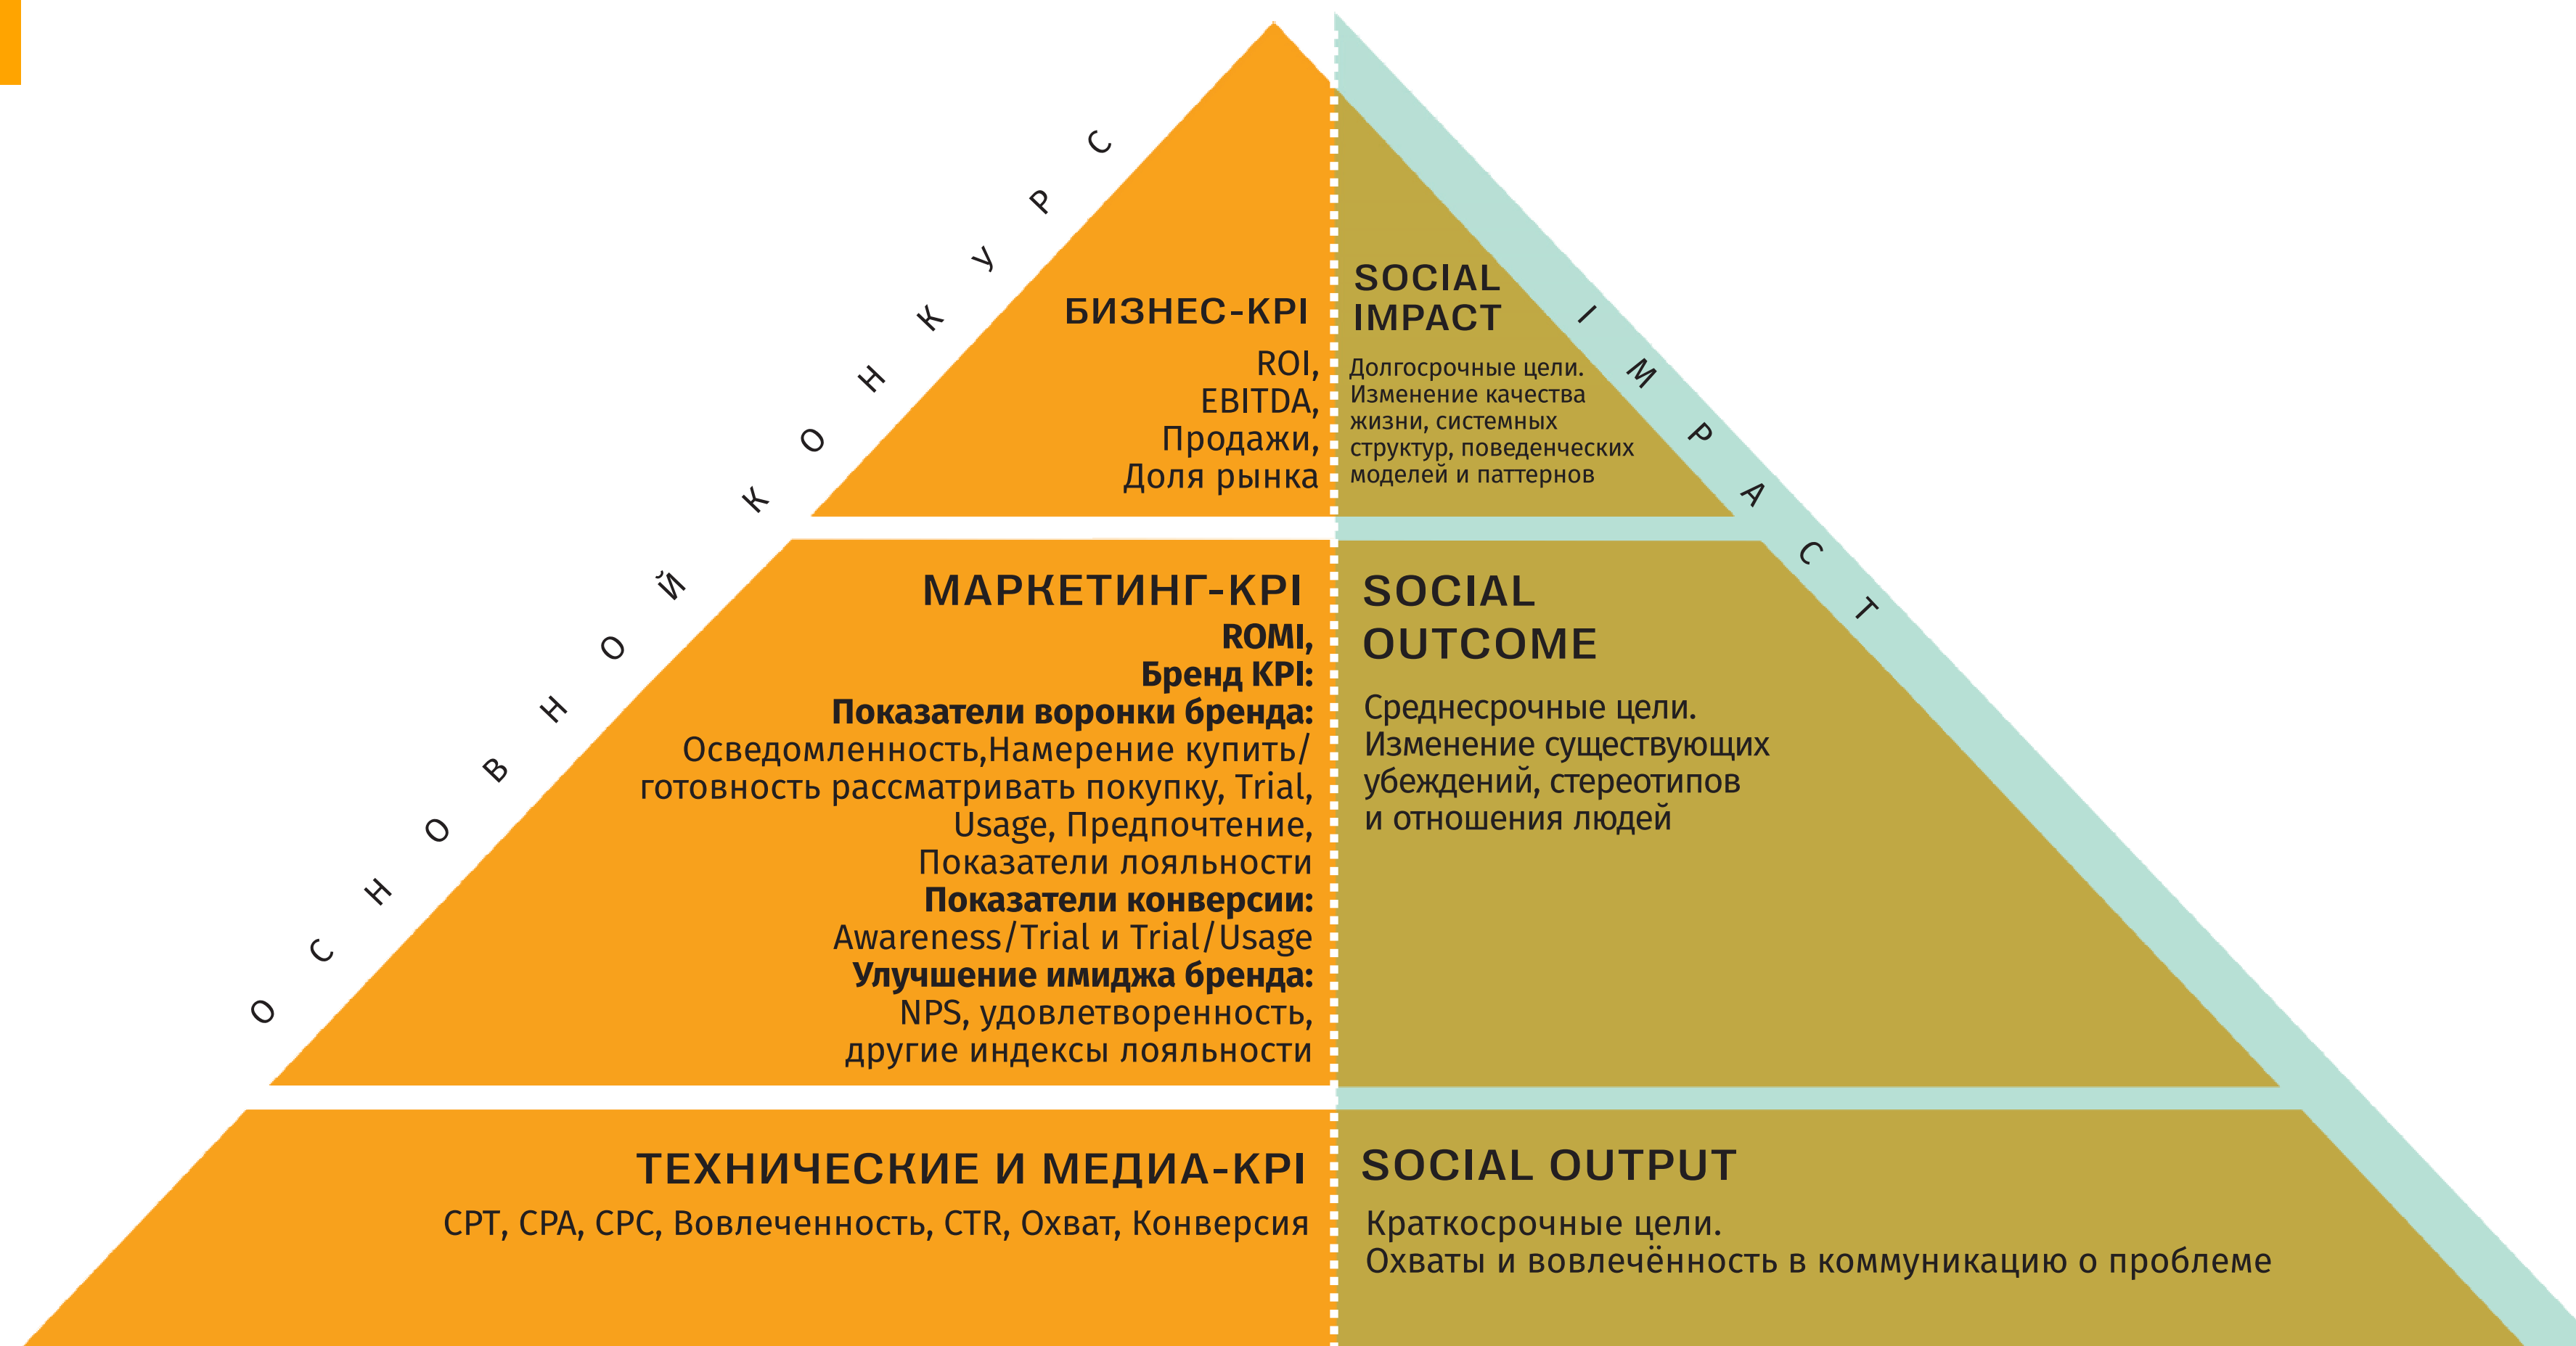 ОСНОВНОЙ КОНКУРС
БИЗНЕС-KPI
ROI,
EBITDA,
Продажи,
Доля рынка
SOCIAL
IMPACT
Долгосрочные цели.
Изменение качества
жизни, системных
структур, поведенческих
моделей и паттернов
ИМРАСТ
МАРКЕТИНГ-KPI
ROMI,
Бренд KPI:
Показатели воронки бренда:
Осведомленность,Намерение купить/
готовность рассматривать покупку, Trial,
Usage, Предпочтение,
Показатели лояльности
Показатели конверсии:
Awareness/Trial и Trial/Usage
Улучшение имиджа бренда:
NPS, удовлетворенность,
другие индексы лояльности
SOCIAL
OUTCOME
Среднесрочные цели.
Изменение существующих
убеждений, стереотипов
и отношения людей
ТЕХНИЧЕСКИЕ И МЕДИА-KPI
CPT, CPA, CPC, Вовлеченность, CTR, Охват, Конверсия
SOCIAL OUTPUT
Краткосрочные цели.
Охваты и вовлечённость в коммуникацию о проблеме